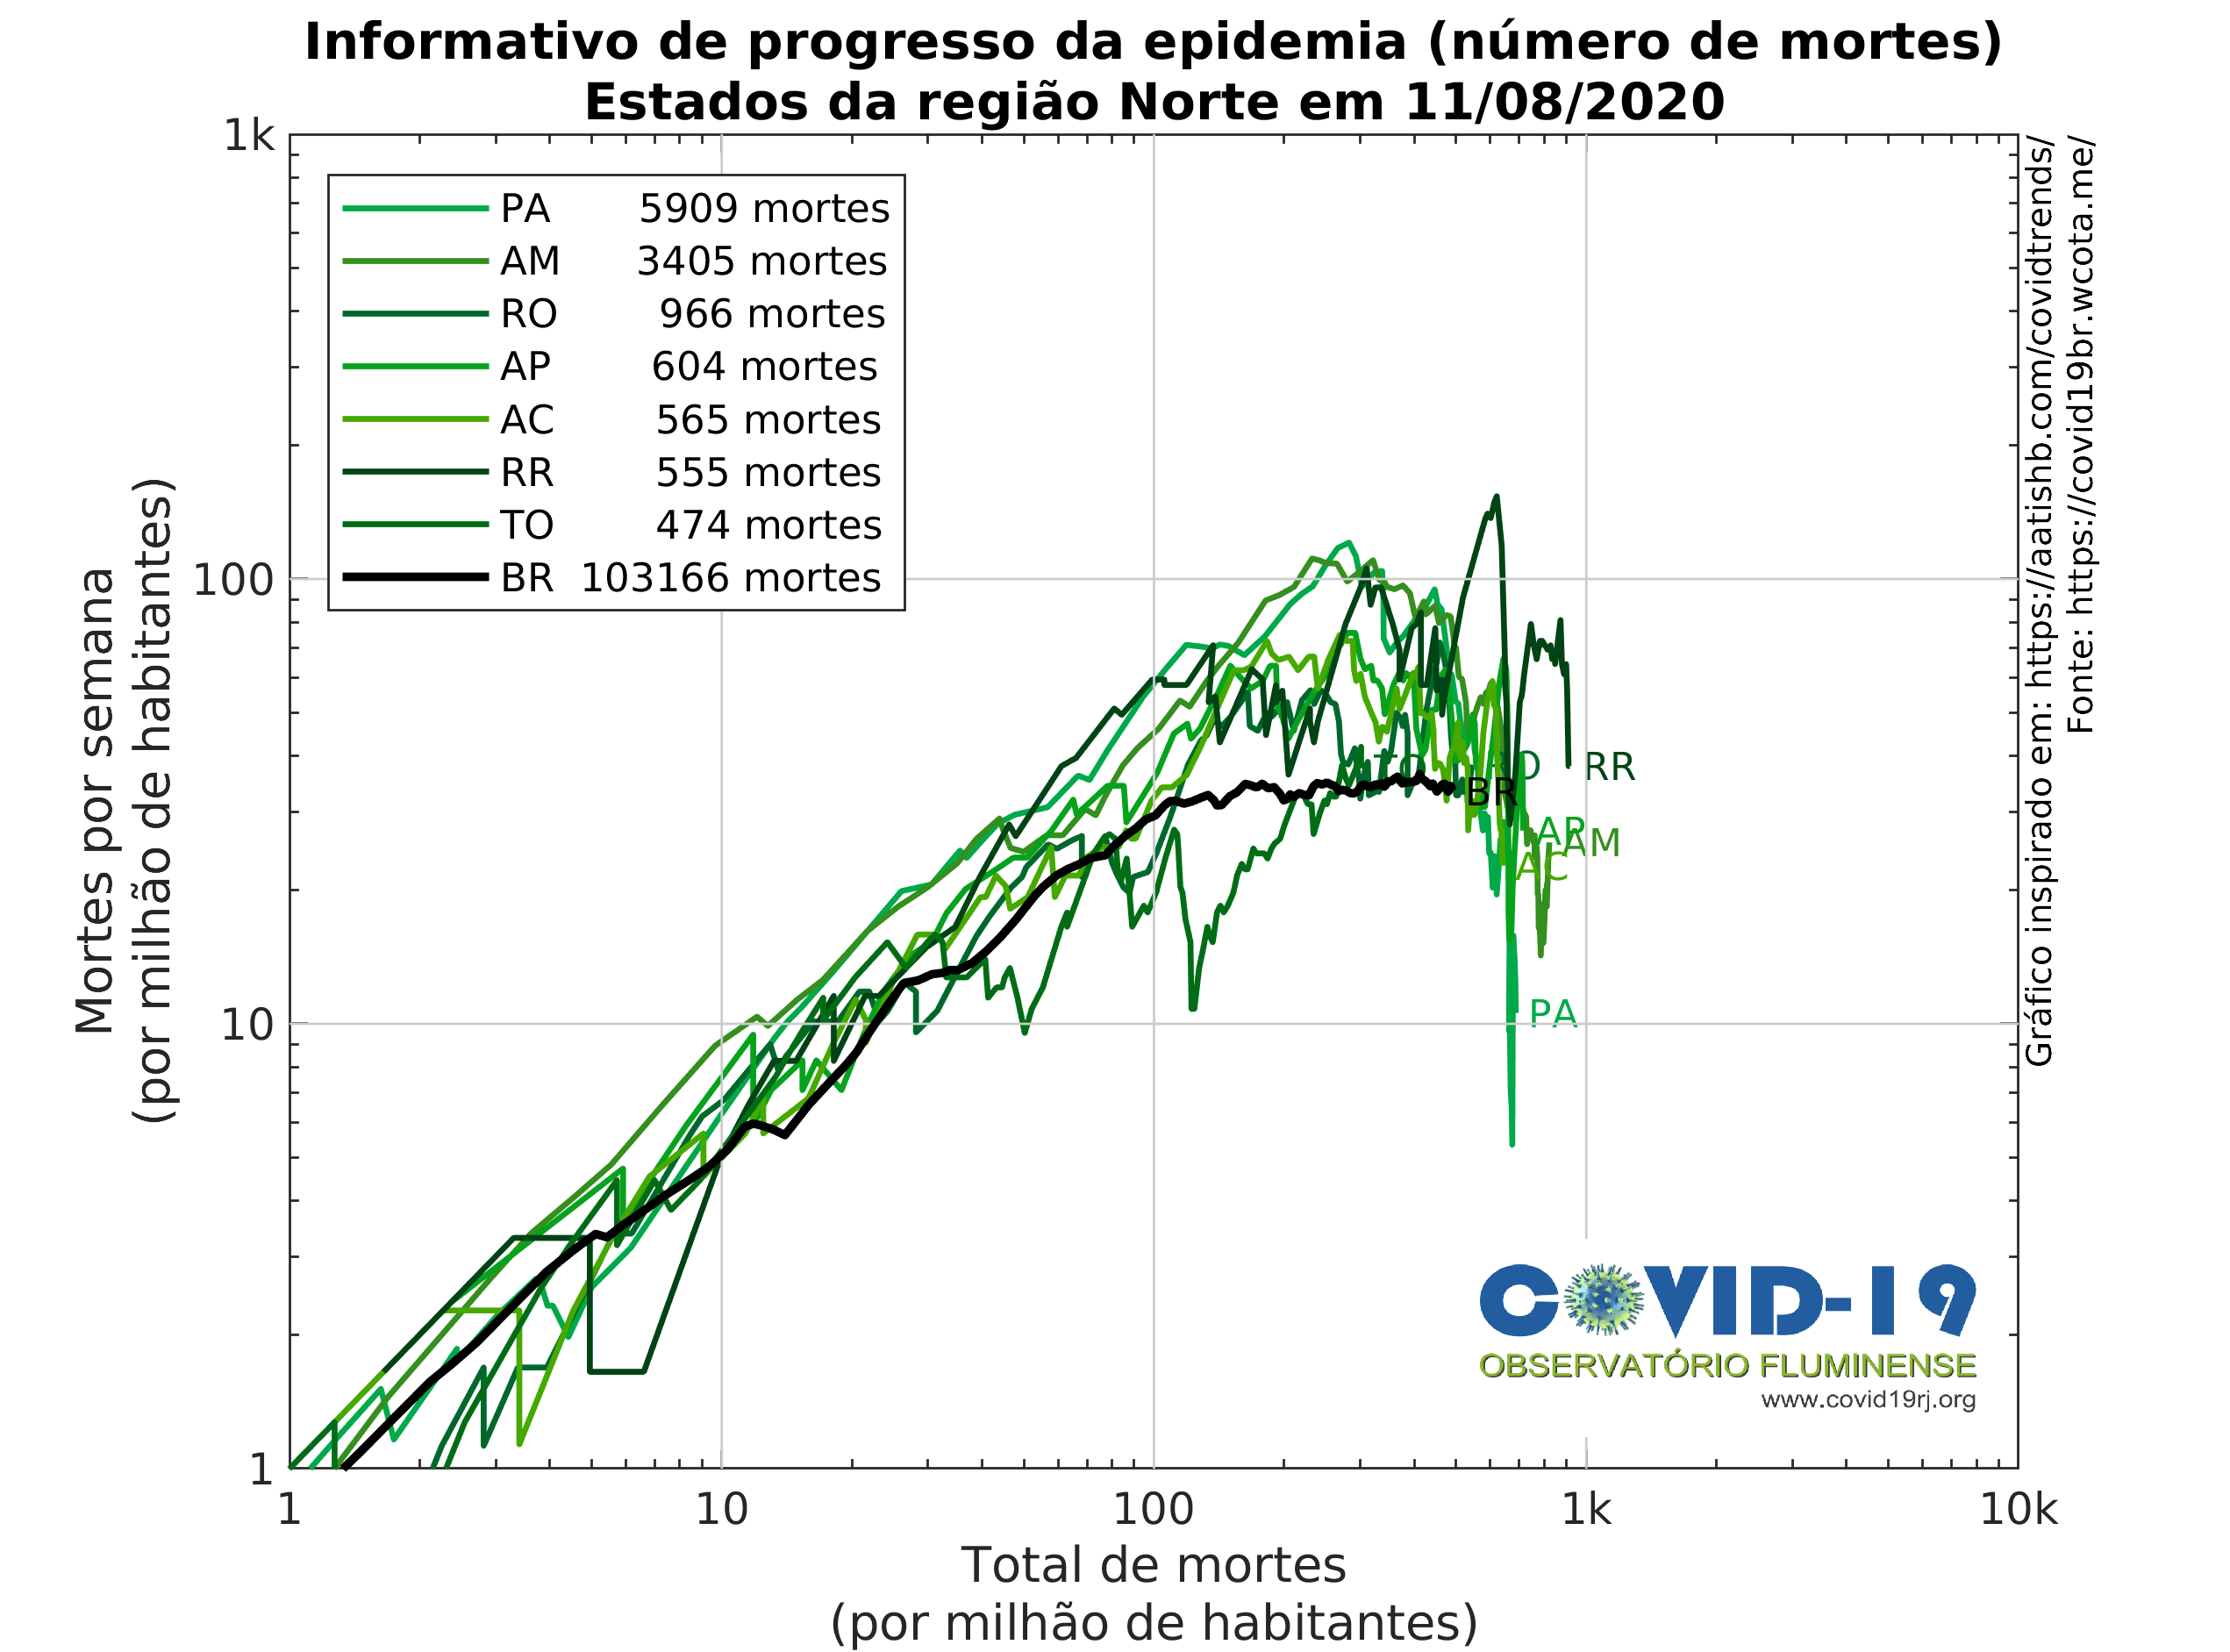 Informativo de progresso da epidemia (número de mortes)
Estados da região Norte em 11/08/2020
1k
100
10
1
1
10
100
1k
10k
Mortes por semana
(por milhão de habitantes)
Total de mortes
(por milhão de habitantes)
PA 5909 mortes
AM 3405 mortes
RO 966 mortes
AP 604 mortes
AC 565 mortes
RR 555 mortes
TO 474 mortes
BR 103166 mortes
TO
RO
RR
BR
AP
AM
AC
PA
Gráfico inspirado em: https://aatishb.com/covidtrends/
Fonte: https://covid19br.wcota.me/
COVID-19
OBSERVATÓRIO FLUMINENSE
www.covid19rj.org